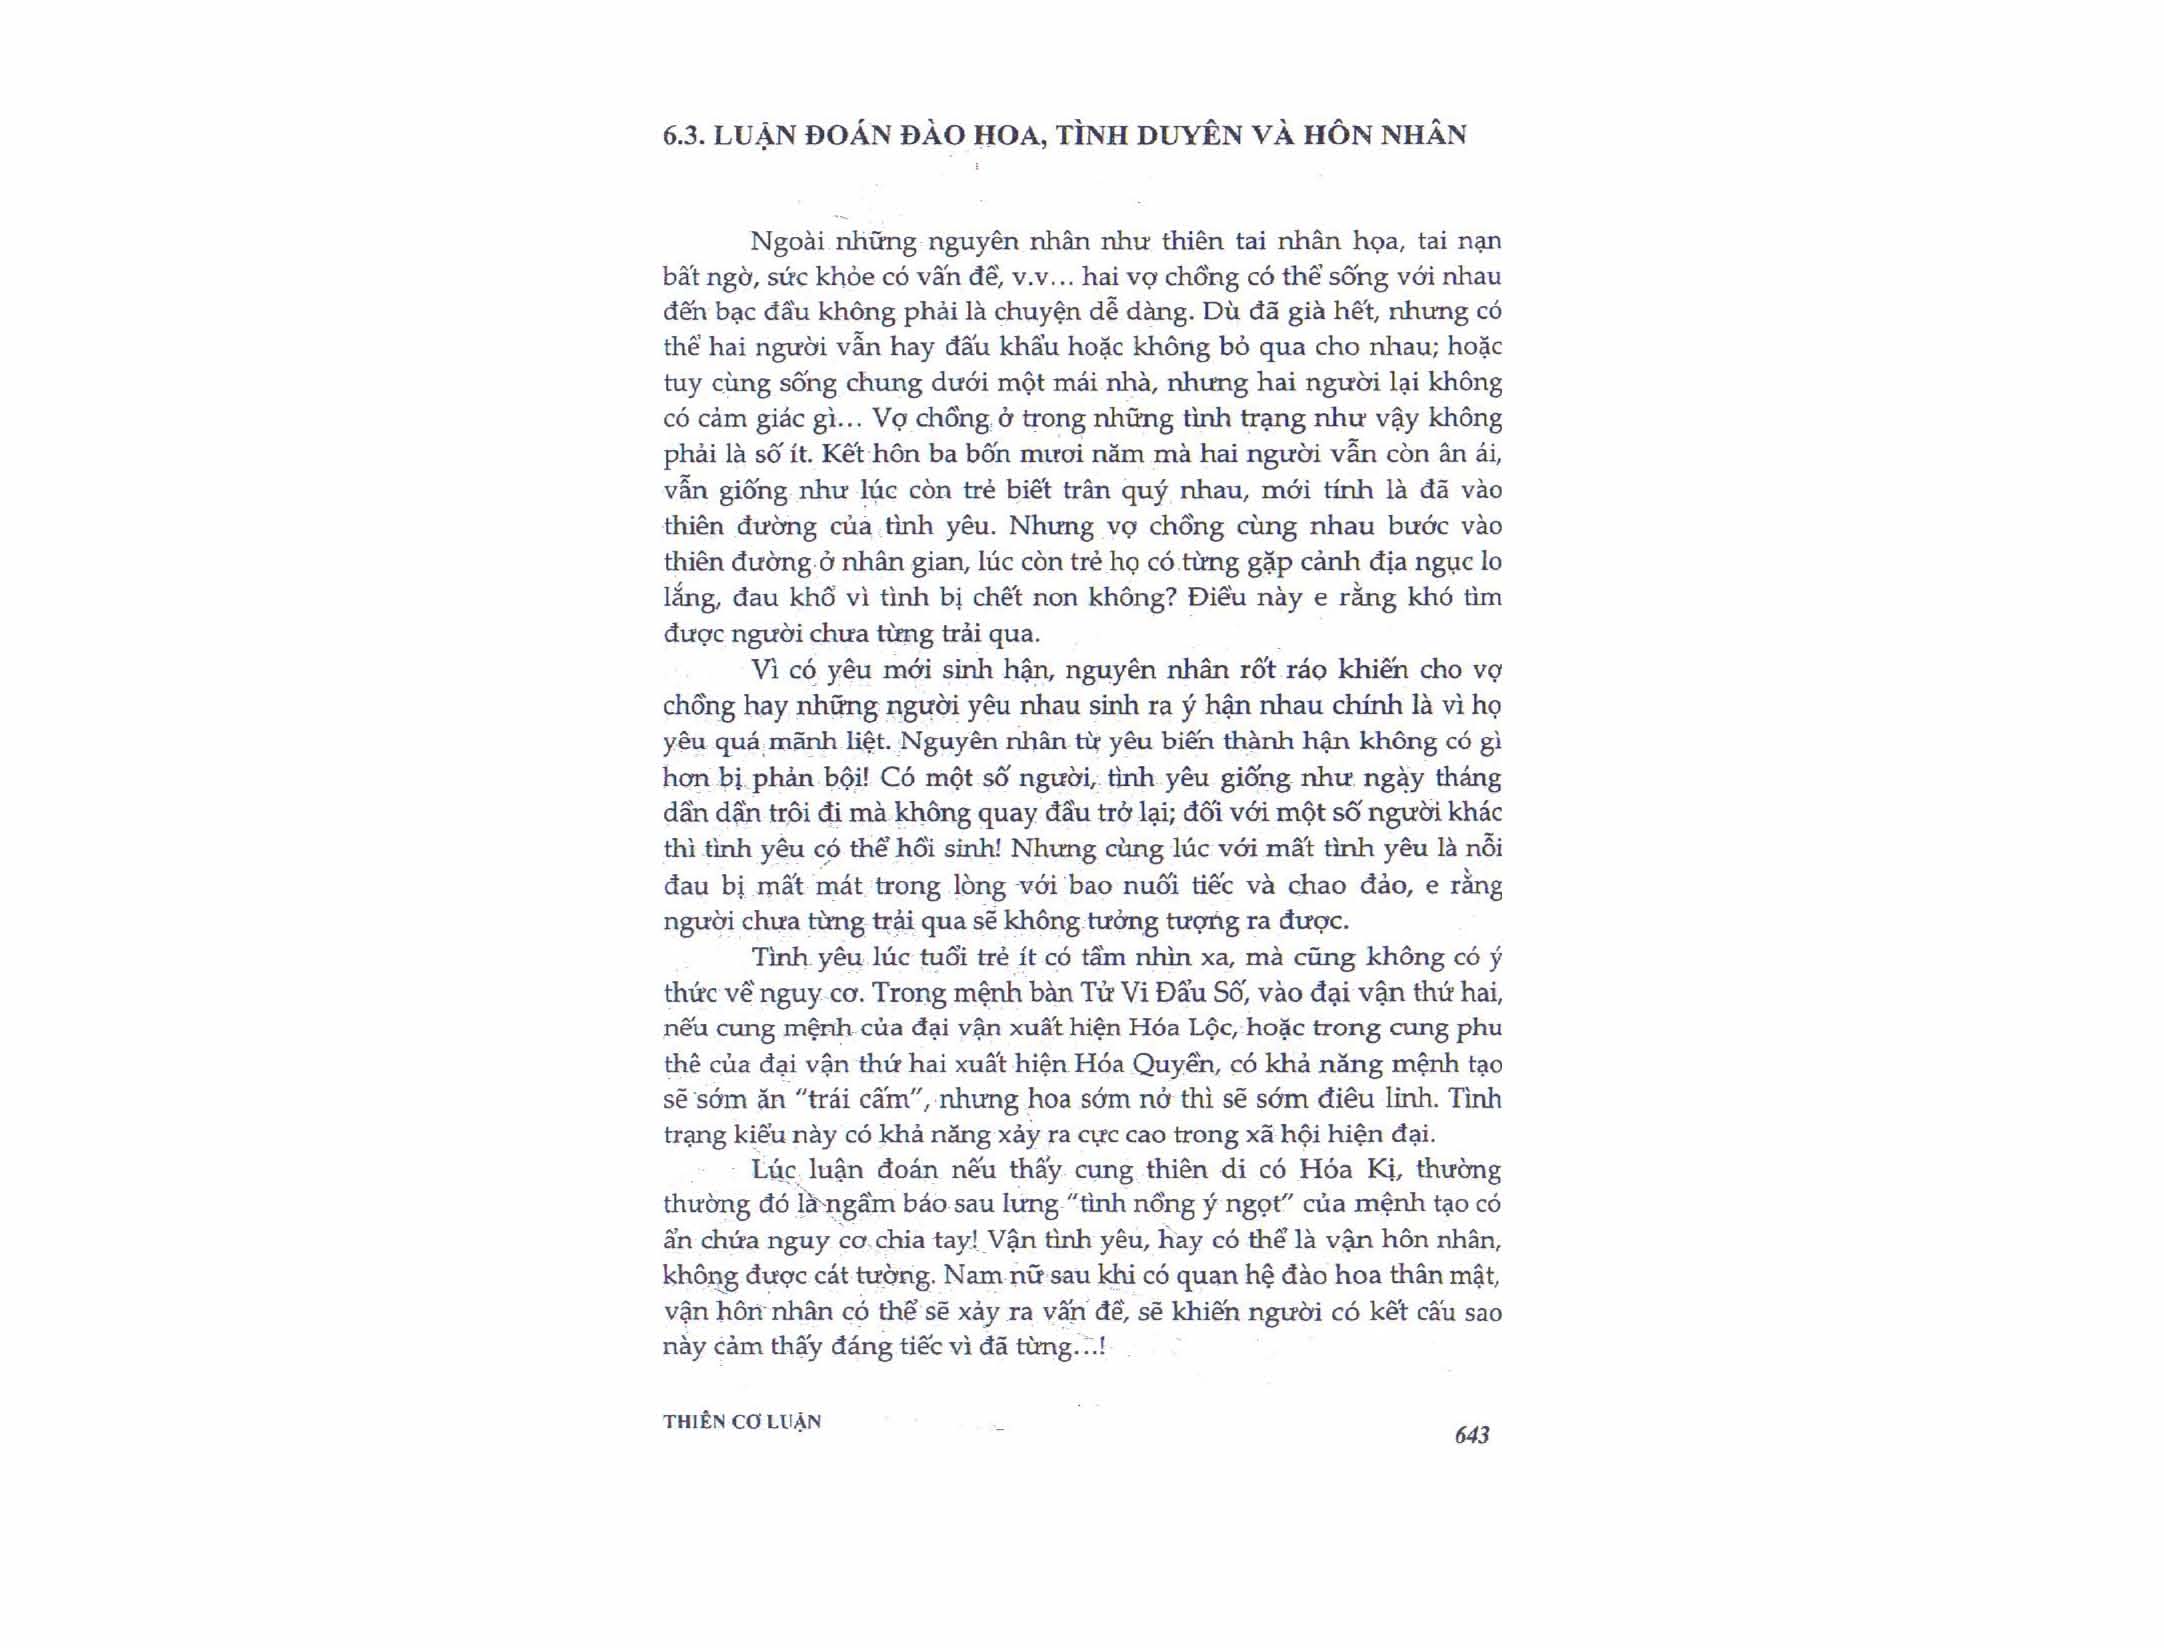 6.3. LUẬN ĐOÁN ĐÀO HOA, TÌNH DUYÊN VÀ HÔN NHÂN
Ngoài những nguyên nhân như thiên tai nhân họa, tai nạn
bất ngờ, sức khỏe có vấn đề, v.v... hai vợ chồng có thể sống với nhau
đến bạc đầu không phải là chuyện dễ dàng. Dù đã già hết, nhưng có
thể hai người vẫn hay đấu khẩu hoặc không bỏ qua cho nhau; hoặc
tuy cùng sống chung dưới một mái nhà, nhưng hai người lại không
có cảm giác gì... Vợ chồng ở trong những tình trạng như vậy không
phải là số ít. Kết hôn ba bốn mươi năm mà hai người vẫn còn ân ái,
vẫn giống như lúc còn trẻ biết trân quý nhau, mới tính là đã vào
thiên đường của tình yêu. Nhưng vợ chồng cùng nhau bước vào
thiên đường ở nhân gian, lúc còn trẻ họ có từng gặp cảnh địa ngục lo
lắng, đau khổ vì tình bị chết non không? Điều này e rằng khó tìm
được người chưa từng trải qua.
Vì có yêu mới sinh hận, nguyên nhân rốt ráo khiến cho vợ
chồng hay những người yêu nhau sinh ra ý hận nhau chính là vì họ
yêu quá mãnh liệt. Nguyên nhân từ yêu biến thành hận không có gì
hơn bị phản bội! Có một số người, tình yêu giống như ngày tháng
dần dần trôi đi mà không quay đầu trở lại; đối với một số người khác
thì tình yêu có thể hồi sinh! Nhưng cùng lúc với mất tình yêu là nỗi
đau bị mất mát trong lòng với bao nuối tiếc và chao đảo, e rằng
người chưa từng trải qua sẽ không tưởng tượng ra được.
Tình yêu lúc tuổi trẻ ít có tầm nhìn xa, mà cũng không có ý
thức về nguy cơ. Trong mệnh bàn Tử Vi Đẩu Số, vào đại vận thứ hai,
nếu cung mệnh của đại vận xuất hiện Hóa Lộc, hoặc trong cung phu
thê của đại vận thứ hai xuất hiện Hóa Quyền, có khả năng mệnh tạo
sẽ sớm ăn "trái cấm", nhưng hoa sớm nở thì sẽ sớm điêu linh. Tình
trạng kiểu này có khả năng xảy ra cực cao trong xã hội hiện đại.
Lúc luận đoán nếu thấy cung thiên di có Hóa Kị, thường
thường đó là ngầm báo sau lưng "tình nồng ý ngọt" của mệnh tạo có
ẩn chứa nguy cơ chia tay! Vận tình yêu, hay có thể là vận hôn nhân,
không được cát tường. Nam nữ sau khi có quan hệ đào hoa thân mật,
vận hôn nhân có thể sẽ xảy ra vấn đề, sẽ khiến người có kết cấu sao
này cảm thấy đáng tiếc vì đã từng...!
THIÊN CƠ LUẬN
643